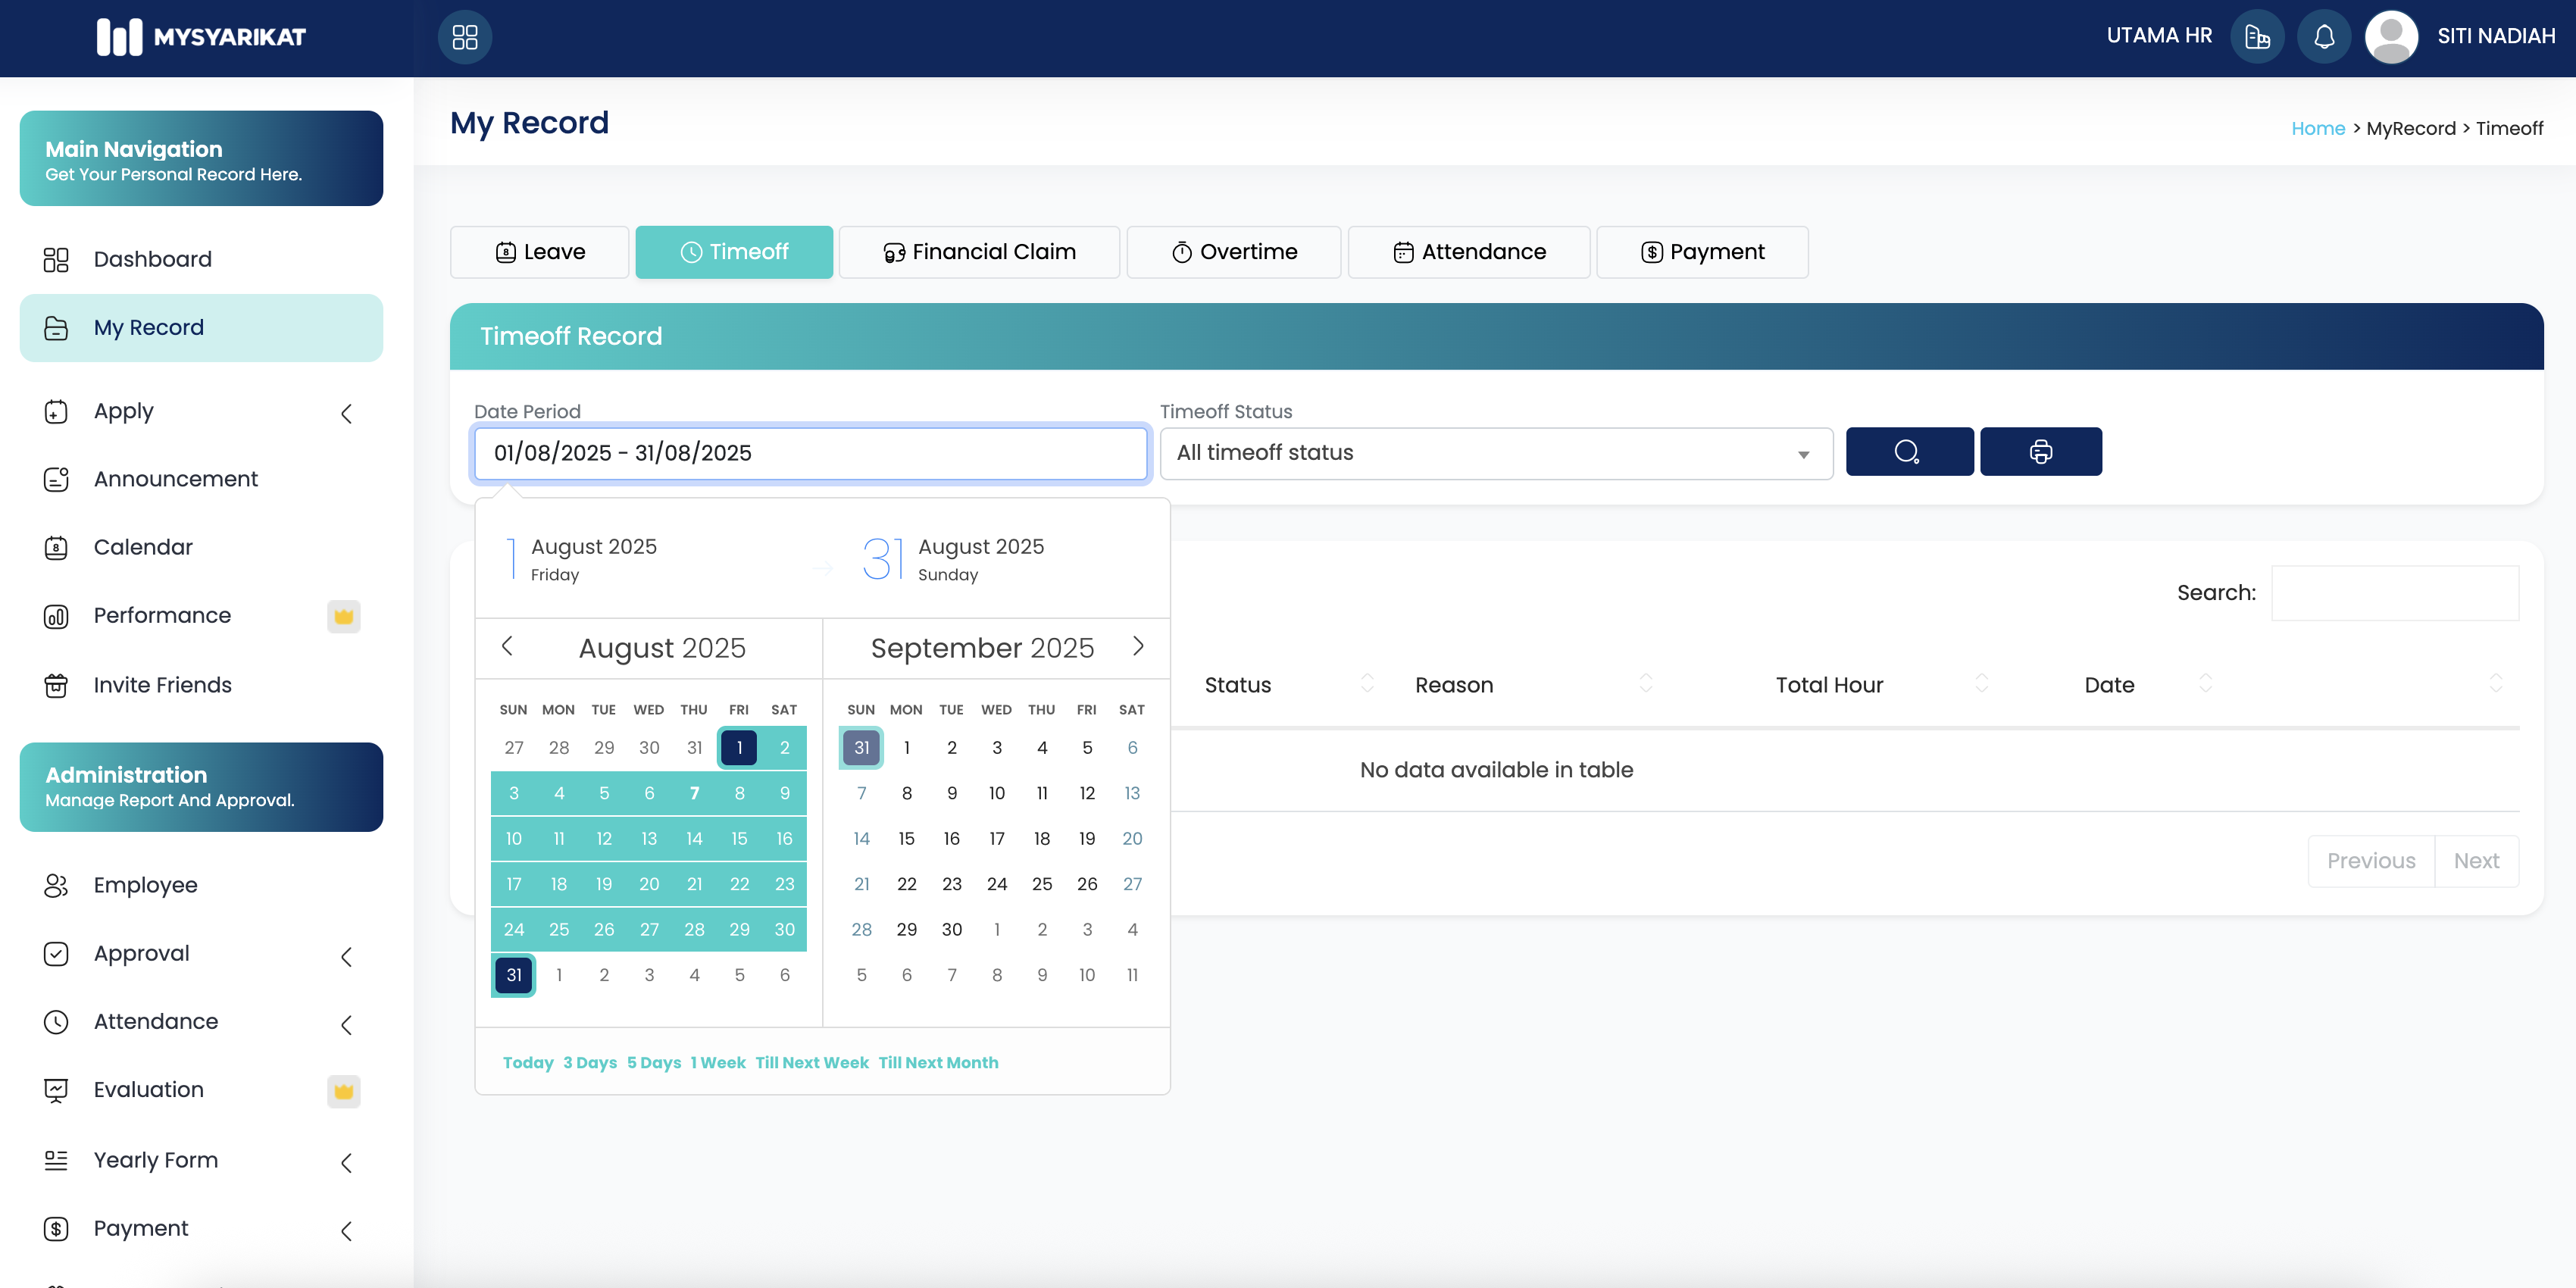 MYSYARIKAT
UTAMA HR
SITI NADIAH
Main Navigation
Get Your Personal Record Here.
Dashboard
My Record
Apply
Announcement
Calendar
Performance
Invite Friends
Administration
Manage Report And Approval.
Employee
Approval
Attendance
Evaluation
Yearly Form
Payment
My Record
Home > MyRecord > Timeoff
Leave Timeoff Financial Claim Overtime Attendance Payment
Timeoff Record
Date Period
01/08/2025 - 31/08/2025
Timeoff Status
All timeoff status
1 August 2025
Friday
31 August 2025
Sunday
August 2025
SUN MON TUE WED THU FRI SAT
27 28 29 30 31 1 2
3 4 5 6 7 8 9
10 11 12 13 14 15 16
17 18 19 20 21 22 23
24 25 26 27 28 29 30
31 1 2 3 4 5 6
September 2025
SUN MON TUE WED THU FRI SAT
31 1 2 3 4 5 6
7 8 9 10 11 12 13
14 15 16 17 18 19 20
21 22 23 24 25 26 27
28 29 30 1 2 3 4
5 6 7 8 9 10 11
Today 3 Days 5 Days 1 Week Till Next Week Till Next Month
Search:
Status Reason Total Hour Date
No data available in table
Previous Next